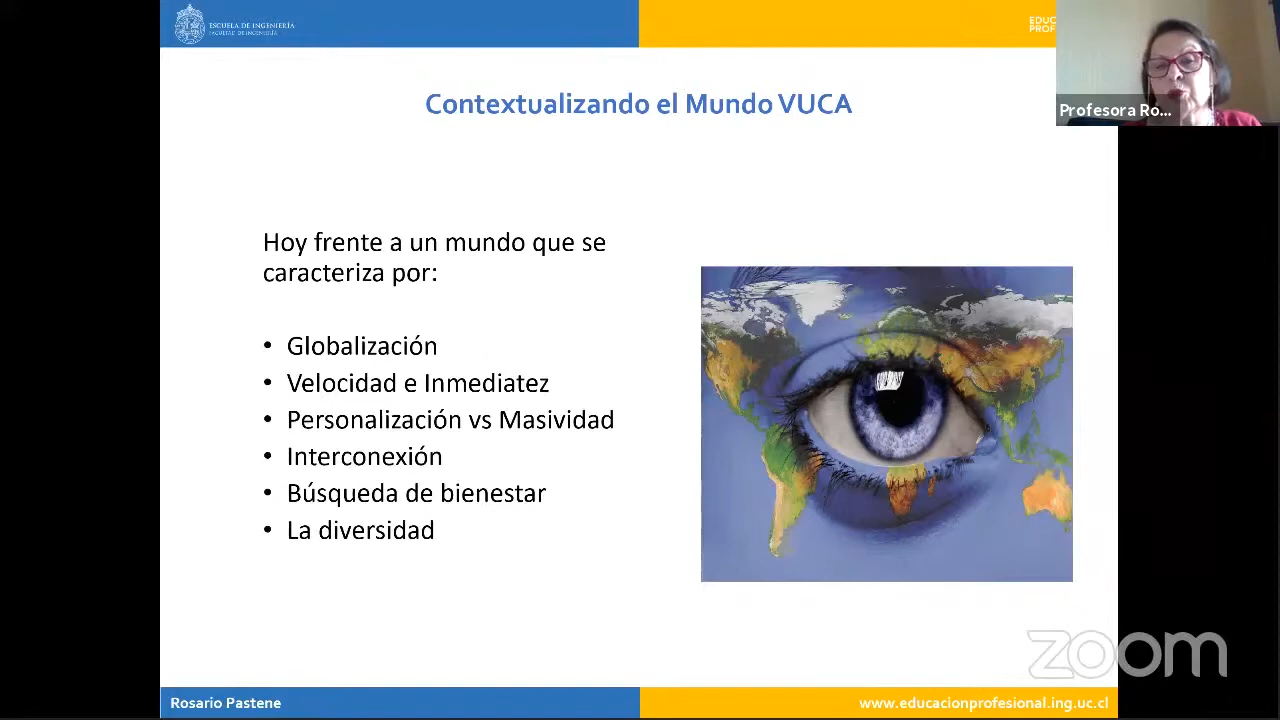 ESCUELA DE INGENIERÍA
FACULTAD DE INGENIERÍA
EDUC
PROF
Profesora Ro...
Contextualizando el Mundo VUCA
Hoy frente a un mundo que se
caracteriza por:
• Globalización
• Velocidad e Inmediatez
• Personalización vs Masividad
• Interconexión
• Búsqueda de bienestar
• La diversidad
zoom
Rosario Pastene
www.educacionprofesional.ing.uc.cl